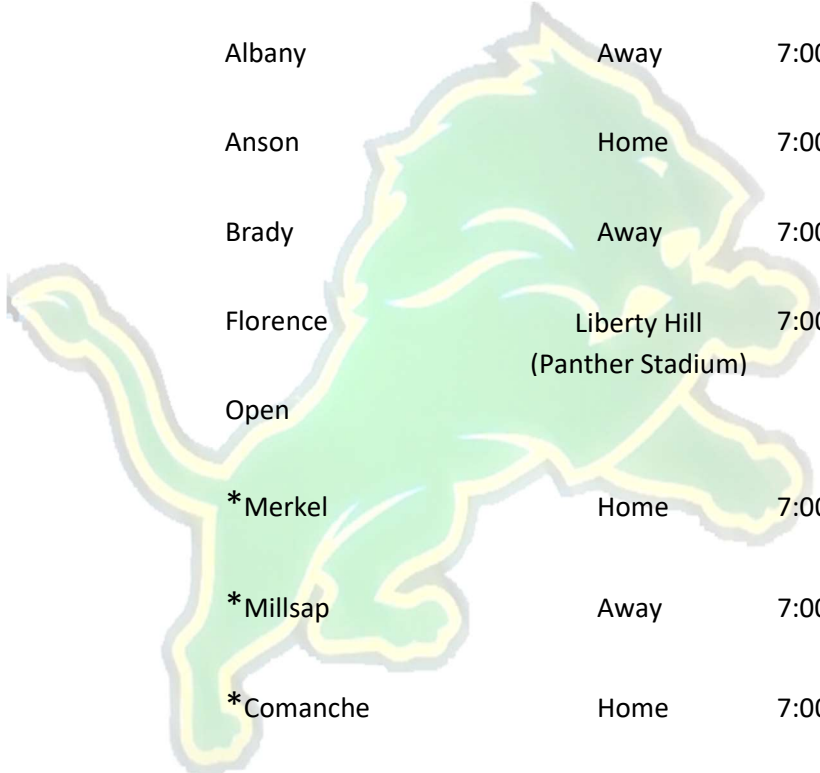 Albany Away 7:00
Anson Home 7:00
Brady Away 7:00
Florence Liberty Hill 7:00
(Panther Stadium)
Open
*Merkel Home 7:00
*Millsap Away 7:00
*Comanche Home 7:00